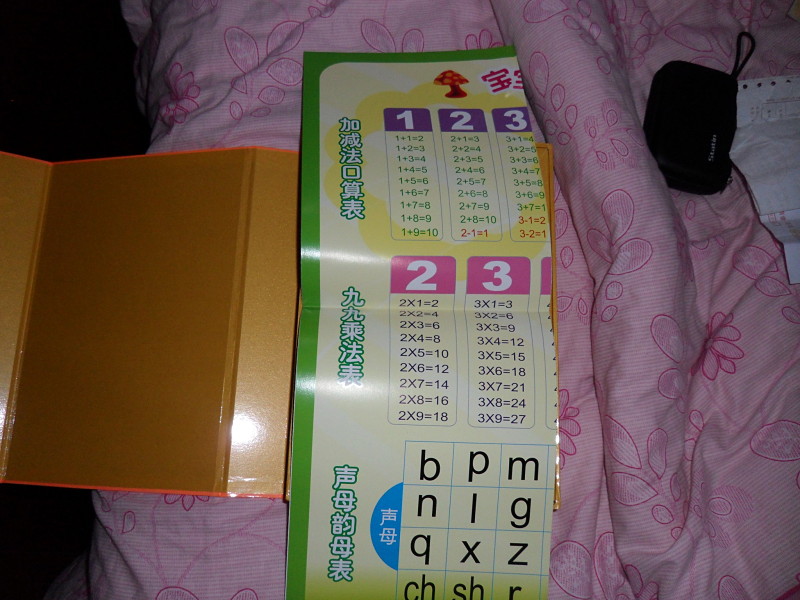 宝
加减法口算表
1 2 3
1+1=2 2+1=3 3+1=4
1+2=3 2+2=4 3+2=5
1+3=4 2+3=5 3+3=6
1+4=5 2+4=6 3+4=7
1+5=6 2+5=7 3+5=8
1+6=7 2+6=8 3+6=9
1+7=8 2+7=9 3+7=1
1+8=9 2+8=10 3-1=2
1+9=10 2-1=1 3-2=1
九九乘法表
2 3
2X1=2 3X1=3
2X2=4 3X2=6
2X3=6 3X3=9
2X4=8 3X4=12
2X5=10 3X5=15
2X6=12 3X6=18
2X7=14 3X7=21
2X8=16 3X8=24
2X9=18 3X9=27
声母韵母表
声母
b p m
n l g
q x z
ch sh r